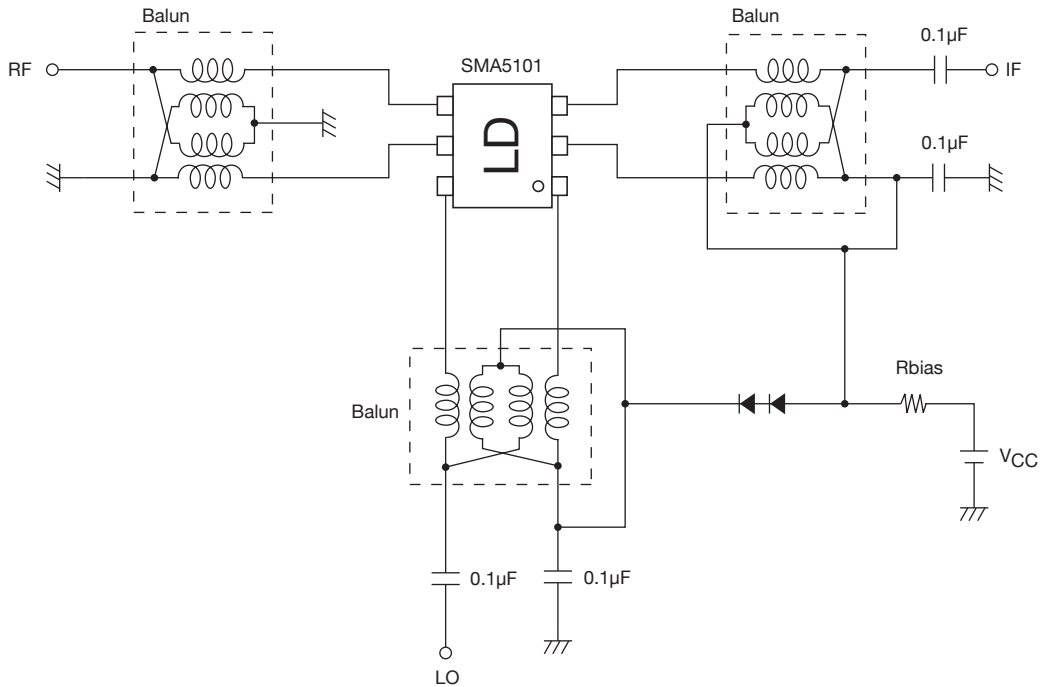 Balun
Balun
0.1µF
RF
SMA5101
IF
LD
0.1µF
Rbias
Balun
VCC
0.1µF
0.1µF
LO